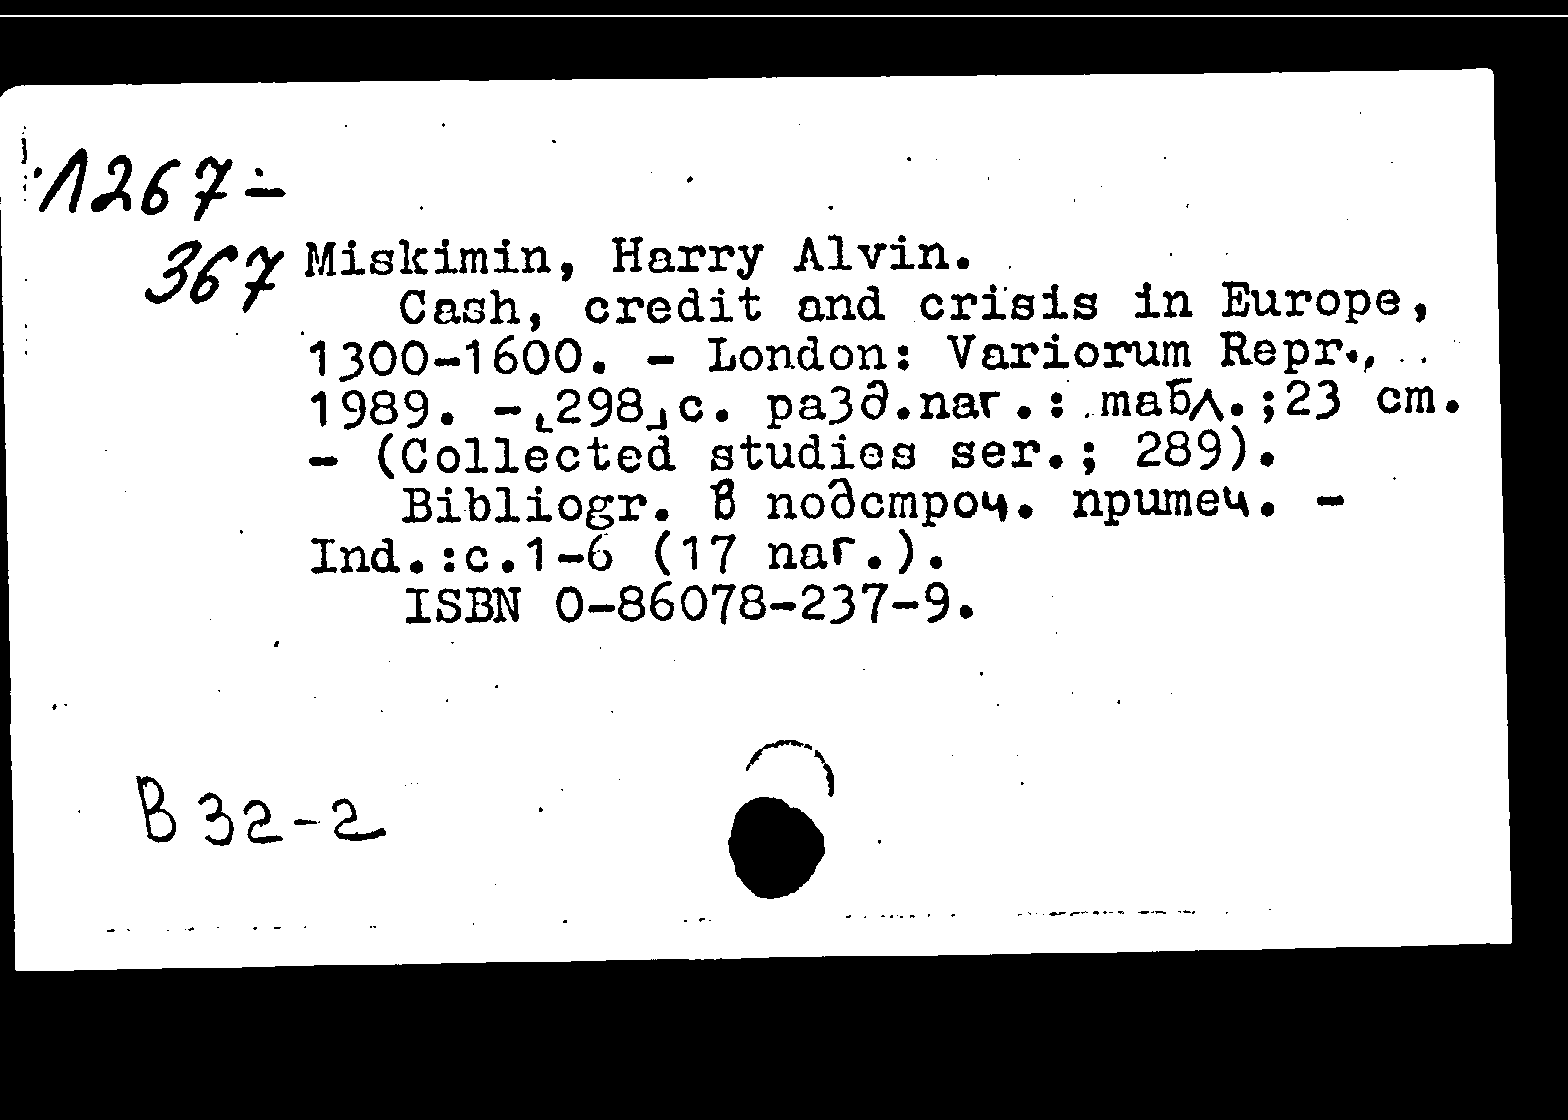 Л267-
367
Miskimin, Harry Alvin.
Cash, credit and crisis in Europe,
1300-1600. - London: Variorum Repr.,
1989. - [298] с. разд.паг.: табл.; 23 cm.
- (Collected studies ser.; 289).
Bibliogr. в подстроч. примеч. -
Ind.:с.1-6 (17 паг.).
ISBN 0-86078-237-9.
В32-2